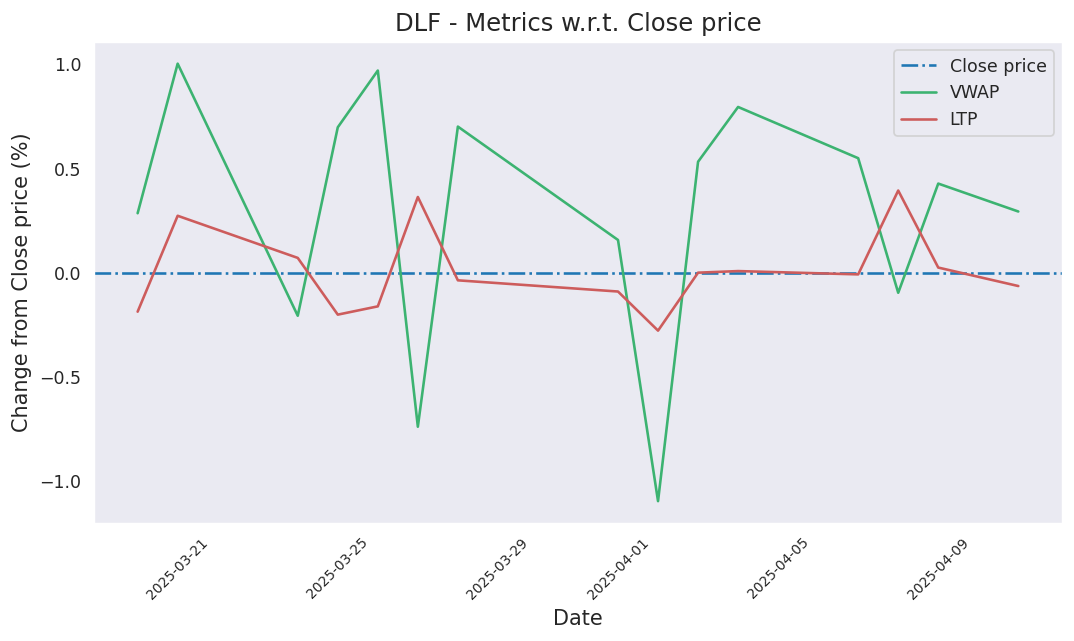 DLF - Metrics w.r.t. Close price
Close price
VWAP
LTP
Change from Close price (%)
1.0
0.5
0.0
−0.5
−1.0
2025-03-21
2025-03-25
2025-03-29
2025-04-01
2025-04-05
2025-04-09
Date